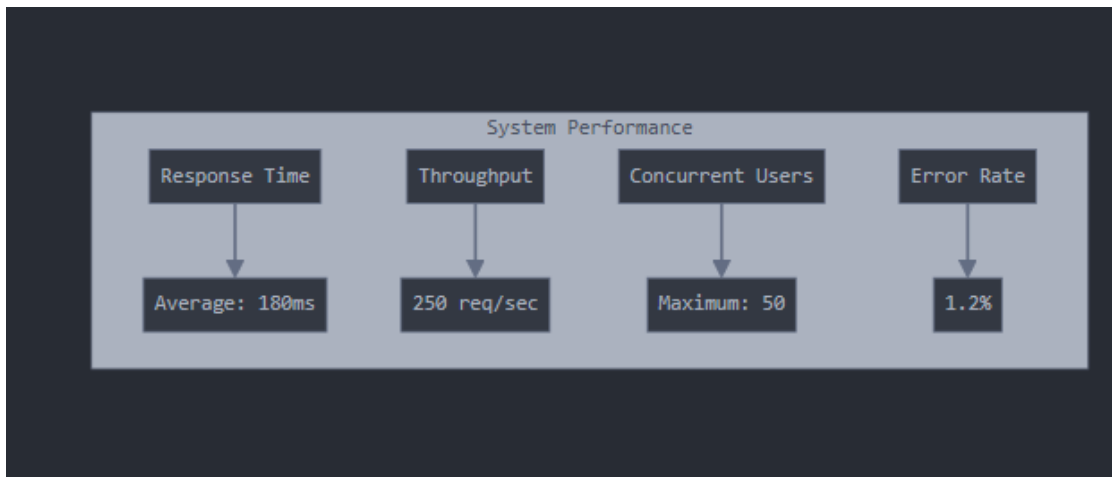 System Performance
Response Time
Throughput
Concurrent Users
Error Rate
Average: 180ms
250 req/sec
Maximum: 50
1.2%